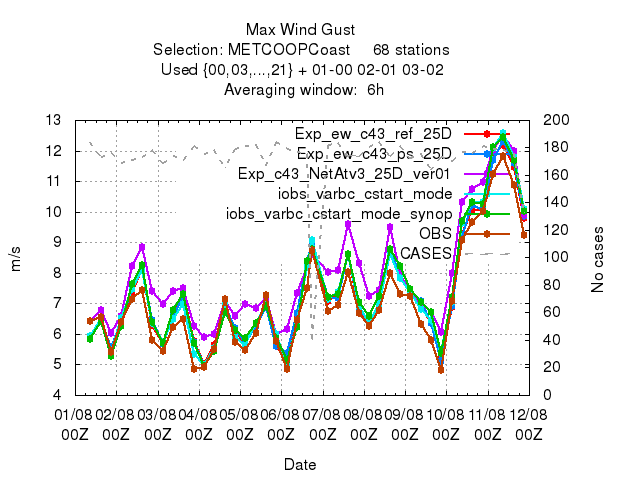 Max Wind Gust
Selection: METCOOPCoast 68 stations
Used {00,03,...,21} + 01-00 02-01 03-02
Averaging window: 6h
13
12
11
10
9
8
7
6
5
4
m/s
200
180
160
140
120
100
80
60
40
20
0
No cases
Exp_ew_c43_ref_25D
Exp_ew_c43_ps_25D
Exp_c43_NetAtv3_25D_ver01
iobs_varbc_cstart_mode
iobs_varbc_cstart_mode_synop
OBS
CASES
01/08 02/08 03/08 04/08 05/08 06/08 07/08 08/08 09/08 10/08 11/08 12/08
00Z 00Z 00Z 00Z 00Z 00Z 00Z 00Z 00Z 00Z 00Z 00Z
Date